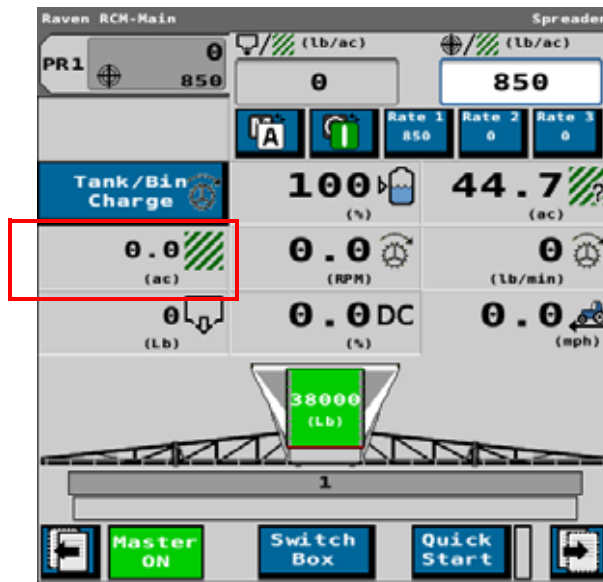 Raven RCM-Main Spreader
PR1 0 850
(lb/ac) (lb/ac)
0 850
A I Rate 1 850 Rate 2 0 Rate 3 0
Tank/Bin Charge 100 (%) 44.7 ? (ac)
0.0 (ac) 0.0 (RPM) 0 (lb/min)
0 (Lb) 0.0 DC (%) 0.0 (mph)
38000
(Lb)
1
Master ON Switch Box Quick Start